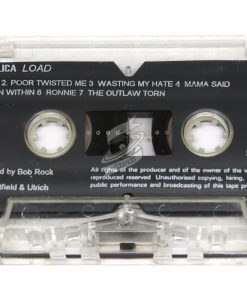 LICA LOAD
2. POOR TWISTED ME 3 WASTING MY HATE 4 MAMA SAID
N WITHIN 6 RONNIE 7 THE OUTLAW TORN
d by Bob Rock
All rights of the producer and of the owner of the w
reproduced reserved Unauthorised copying, hiring,
public performance and broadcasting of this tape pr
field & Ulrich